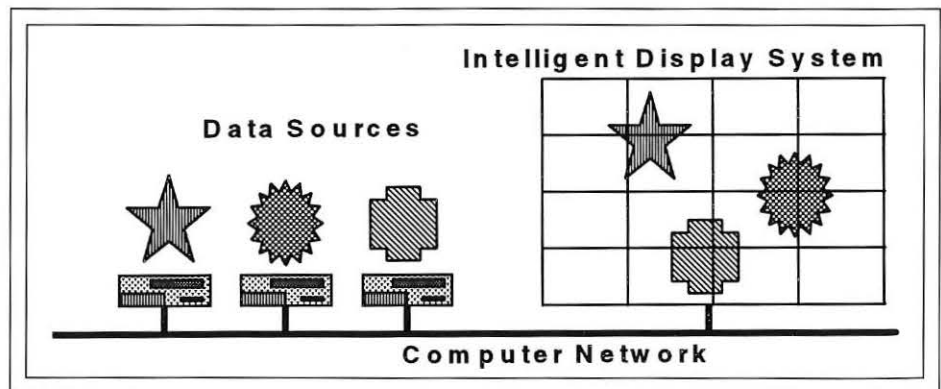 Intelligent Display System
Data Sources
Computer Network